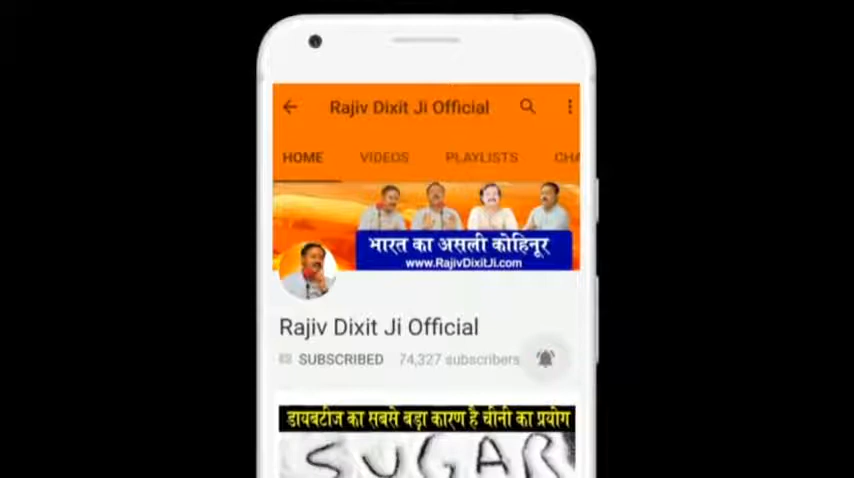 Rajiv Dixit Ji Official
HOME VIDEOS PLAYLISTS CHA
भारत का असली कोहिनूर
www.RajivDixitJi.com
Rajiv Dixit Ji Official
SUBSCRIBED 74,327 subscribers
डायबटीज का सबसे बड़ा कारण है चीनी का प्रयोग
SUGAR